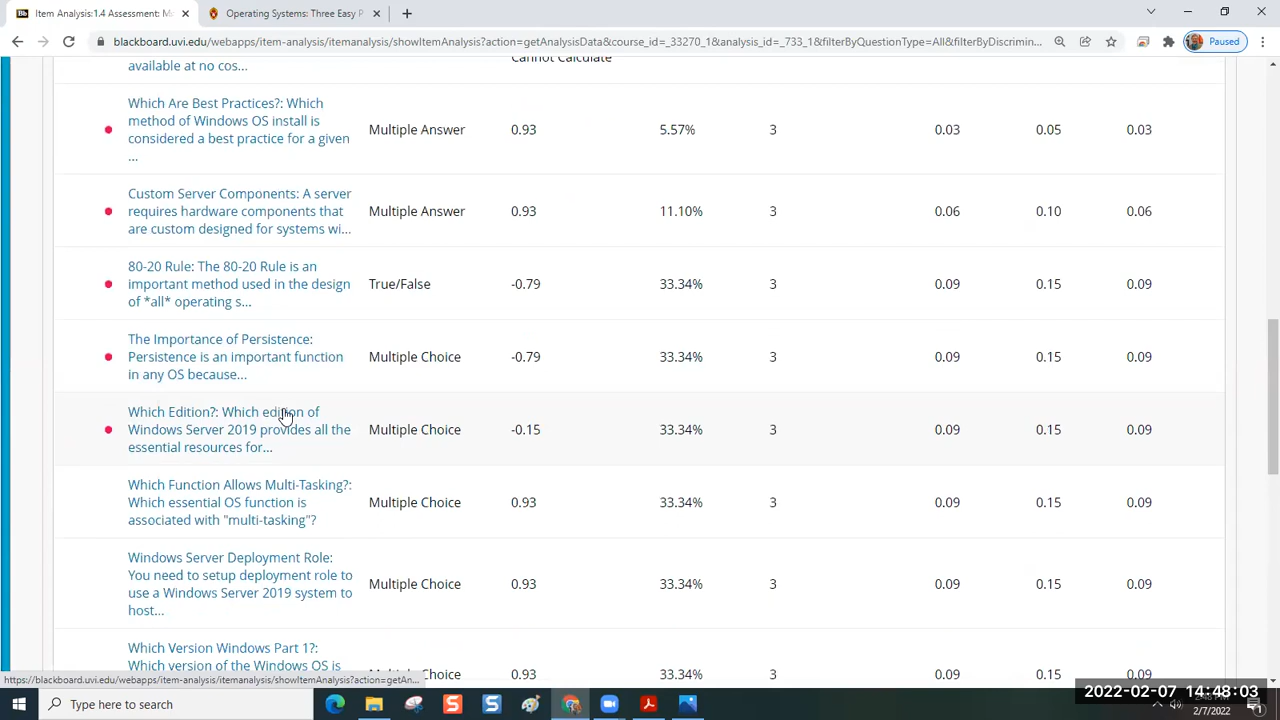 Bb Item Analysis:1.4 Assessment: Mo
Operating Systems: Three Easy P
blackboard.uvi.edu/webapps/item-analysis/itemanalysis/showItemAnalysis?action=getAnalysisData&course_id=_33270_1&analysis_id=_733_1&filterByQuestionType=All&filterByDiscrimin...
Paused
available at no cos...
Cannot Calculate
Which Are Best Practices?: Which
method of Windows OS install is
considered a best practice for a given
...
Multiple Answer 0.93 5.57% 3 0.03 0.05 0.03
Custom Server Components: A server
requires hardware components that
are custom designed for systems wi...
Multiple Answer 0.93 11.10% 3 0.06 0.10 0.06
80-20 Rule: The 80-20 Rule is an
important method used in the design
of *all* operating s...
True/False -0.79 33.34% 3 0.09 0.15 0.09
The Importance of Persistence:
Persistence is an important function
in any OS because...
Multiple Choice -0.79 33.34% 3 0.09 0.15 0.09
Which Edition?: Which edition of
Windows Server 2019 provides all the
essential resources for...
Multiple Choice -0.15 33.34% 3 0.09 0.15 0.09
Which Function Allows Multi-Tasking?:
Which essential OS function is
associated with "multi-tasking"?
Multiple Choice 0.93 33.34% 3 0.09 0.15 0.09
Windows Server Deployment Role:
You need to setup deployment role to
use a Windows Server 2019 system to
host...
Multiple Choice 0.93 33.34% 3 0.09 0.15 0.09
Which Version Windows Part 1?:
Which version of the Windows OS is
Multiple Choice 0.93 33.34% 3 0.09 0.15 0.09
https://blackboard.uvi.edu/webapps/item-analysis/itemanalysis/showItemAnalysis?action=getAn...
Type here to search
2022-02-07 14:48:03
2/7/2022